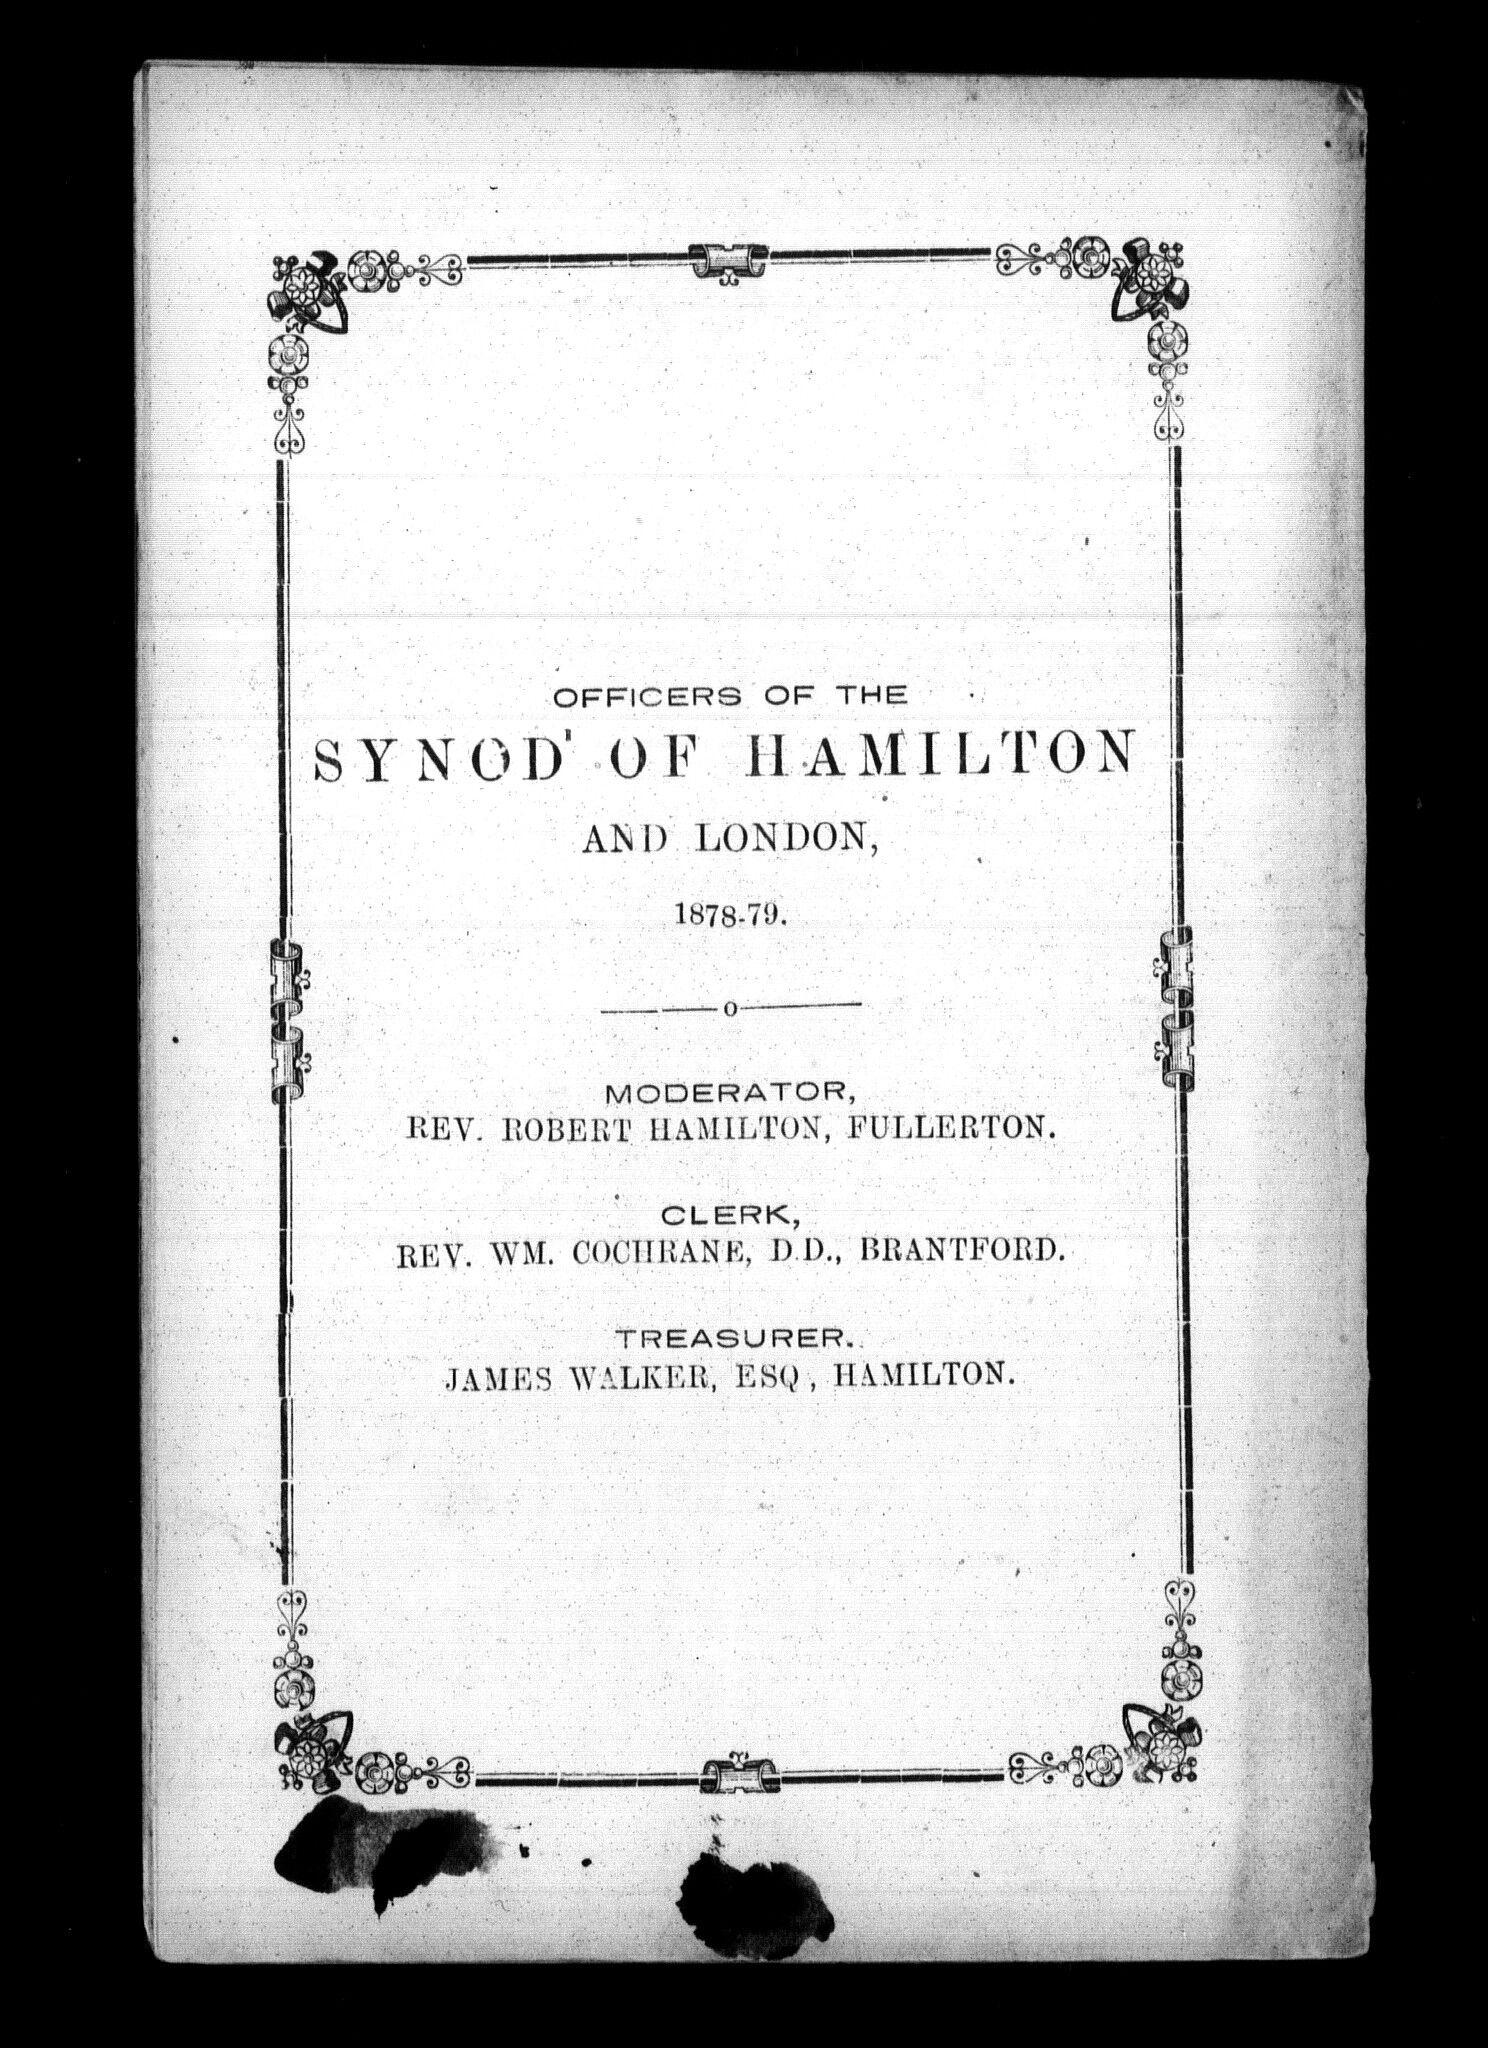 OFFICERS OF THE
SYNOD OF HAMILTON
AND LONDON,
1878-79.
MODERATOR,
REV. ROBERT HAMILTON, FULLERTON.
CLERK,
REV. WM. COCHRANE, D.D., BRANTFORD.
TREASURER.
JAMES WALKER, ESQ, HAMILTON.